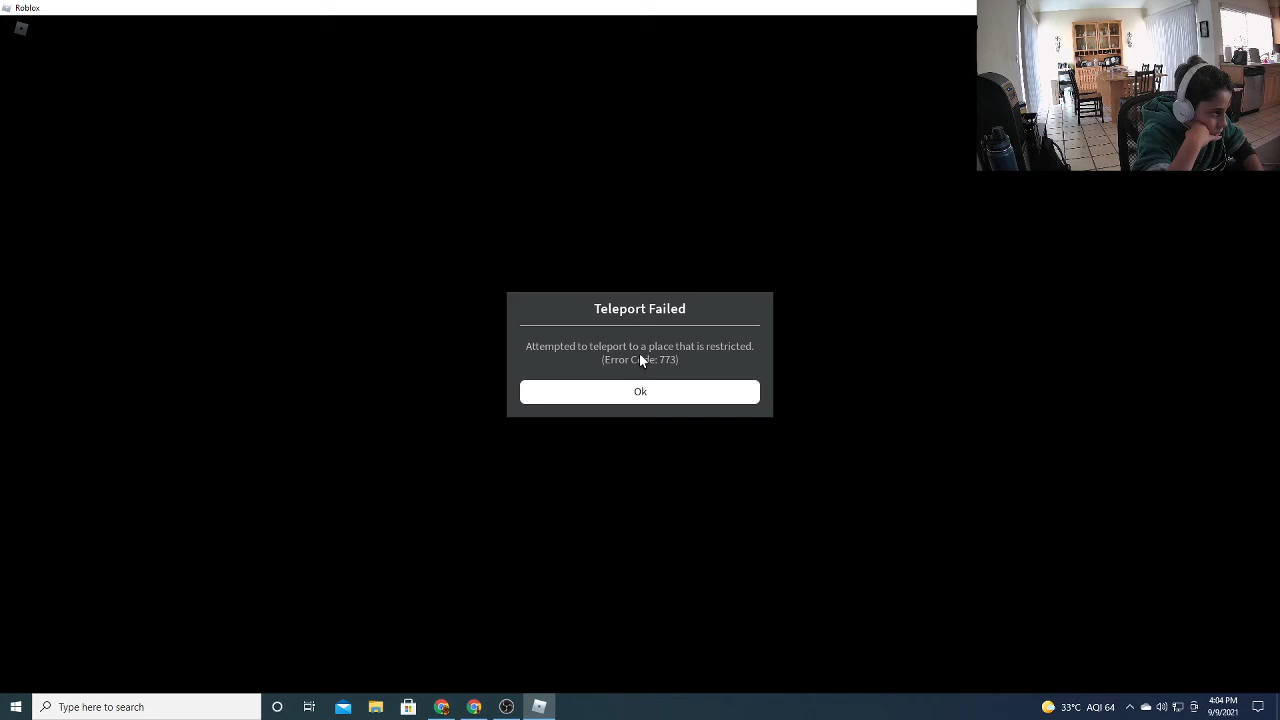 Roblox
Teleport Failed
Attempted to teleport to a place that is restricted.
(Error Code: 773)
Ok
Type here to search
33°C AQI 61
4:04 PM
9/9/2021